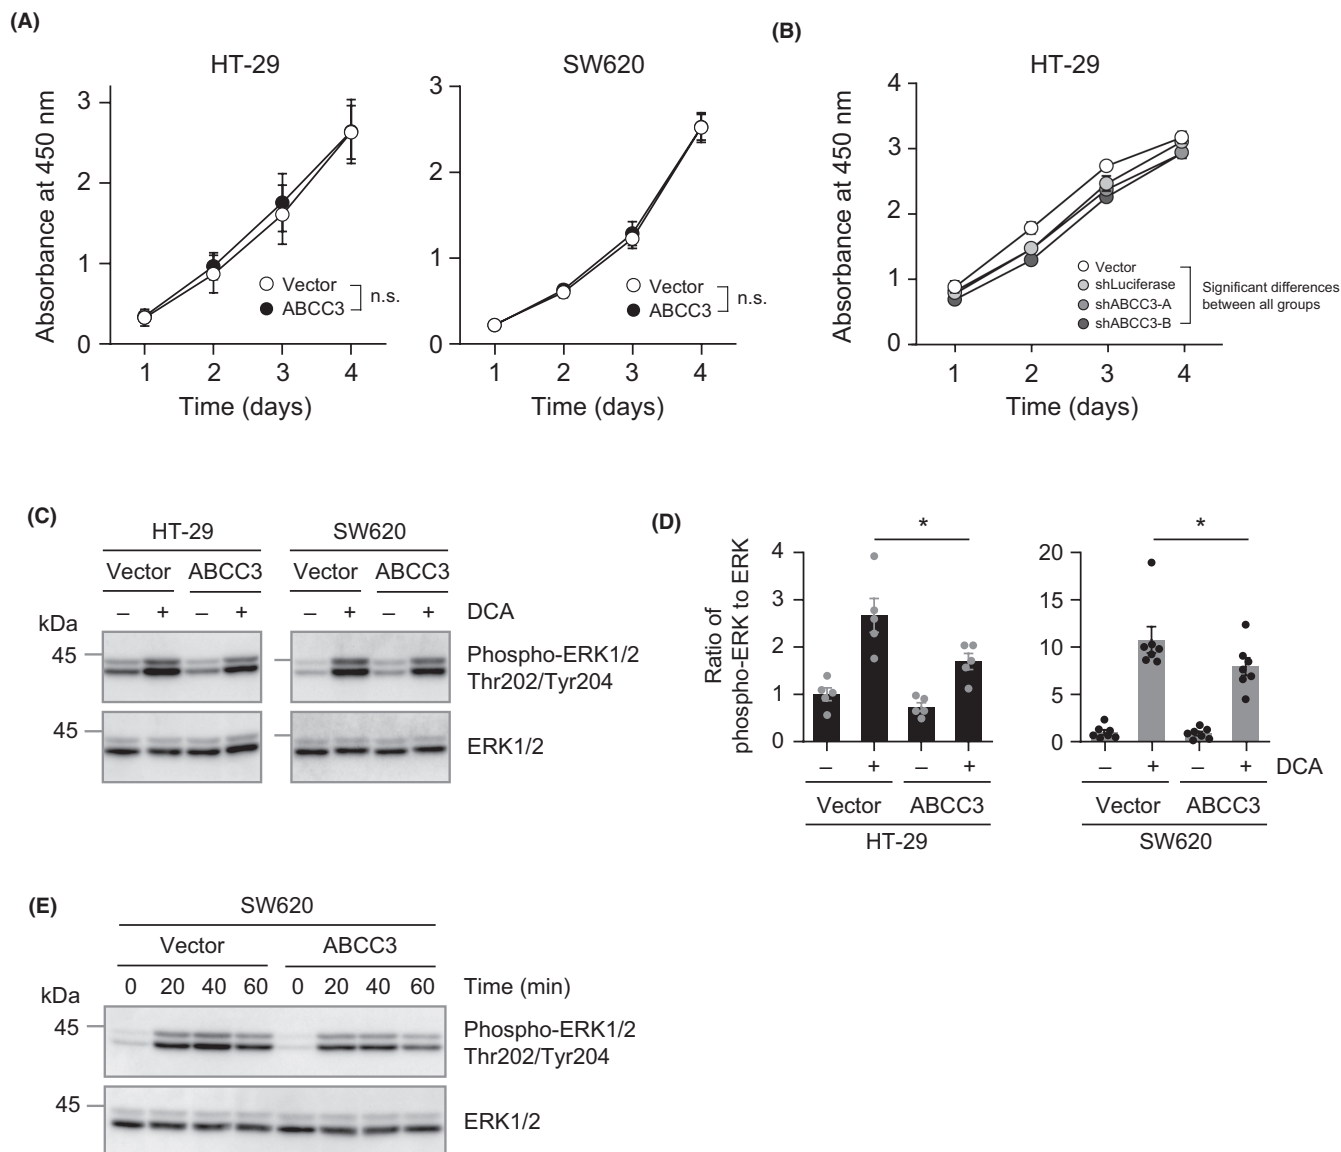 (A)
HT-29
Absorbance at 450 nm
3
2
1
0
Vector
ABCC3
n.s.
1 2 3 4
Time (days)
SW620
3
2
1
0
Vector
ABCC3
n.s.
1 2 3 4
Time (days)
(B)
HT-29
Absorbance at 450 nm
4
3
2
1
0
Vector
shLuciferase
shABCC3-A
shABCC3-B
Significant differences
between all groups
1 2 3 4
Time (days)
(C)
HT-29 SW620
Vector ABCC3 Vector ABCC3
– + – + – + – + DCA
kDa
45
Phospho-ERK1/2
Thr202/Tyr204
45
ERK1/2
(D)
Ratio of
phospho-ERK to ERK
4
3
2
1
0
*
– + – +
Vector ABCC3
HT-29
20
15
10
5
0
*
– + – + DCA
Vector ABCC3
SW620
(E)
SW620
Vector ABCC3
0 20 40 60 0 20 40 60 Time (min)
kDa
45
Phospho-ERK1/2
Thr202/Tyr204
45
ERK1/2